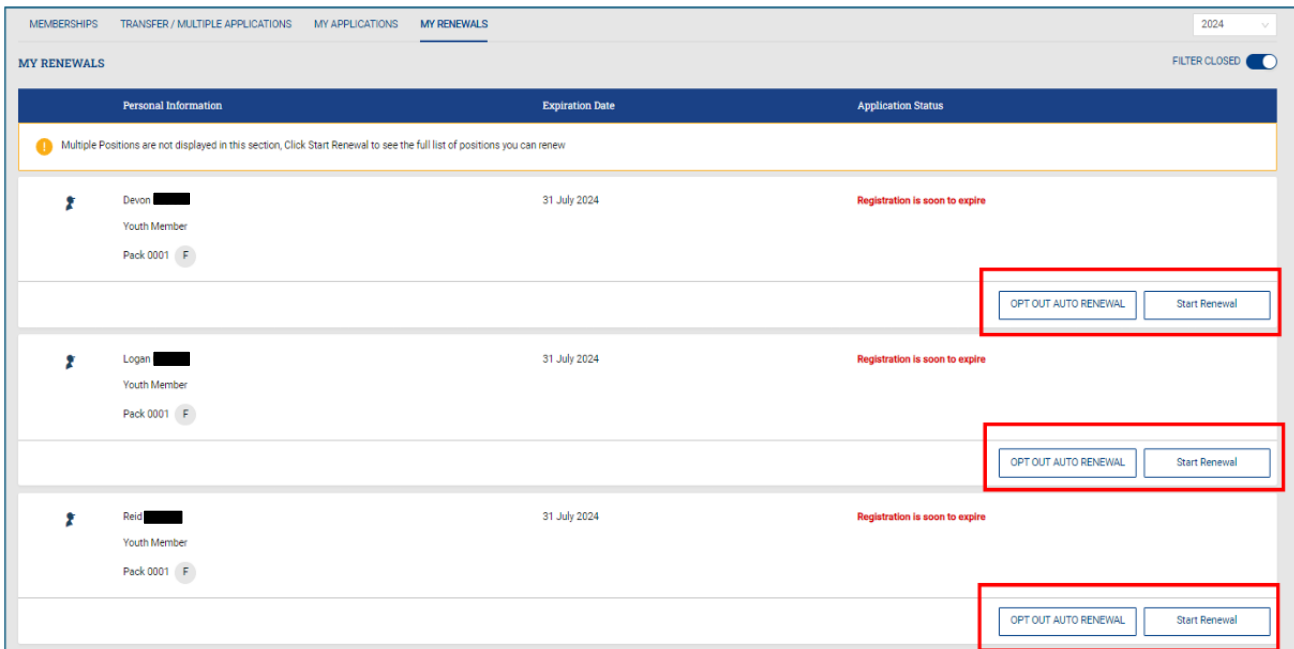 MEMBERSHIPS TRANSFER / MULTIPLE APPLICATIONS MY APPLICATIONS MY RENEWALS 2024
MY RENEWALS FILTER CLOSED
Personal Information Expiration Date Application Status
! Multiple Positions are not displayed in this section, Click Start Renewal to see the full list of positions you can renew
Devon 31 July 2024 Registration is soon to expire
Youth Member
Pack 0001 F
OPT OUT AUTO RENEWAL Start Renewal
Logan 31 July 2024 Registration is soon to expire
Youth Member
Pack 0001 F
OPT OUT AUTO RENEWAL Start Renewal
Reid 31 July 2024 Registration is soon to expire
Youth Member
Pack 0001 F
OPT OUT AUTO RENEWAL Start Renewal